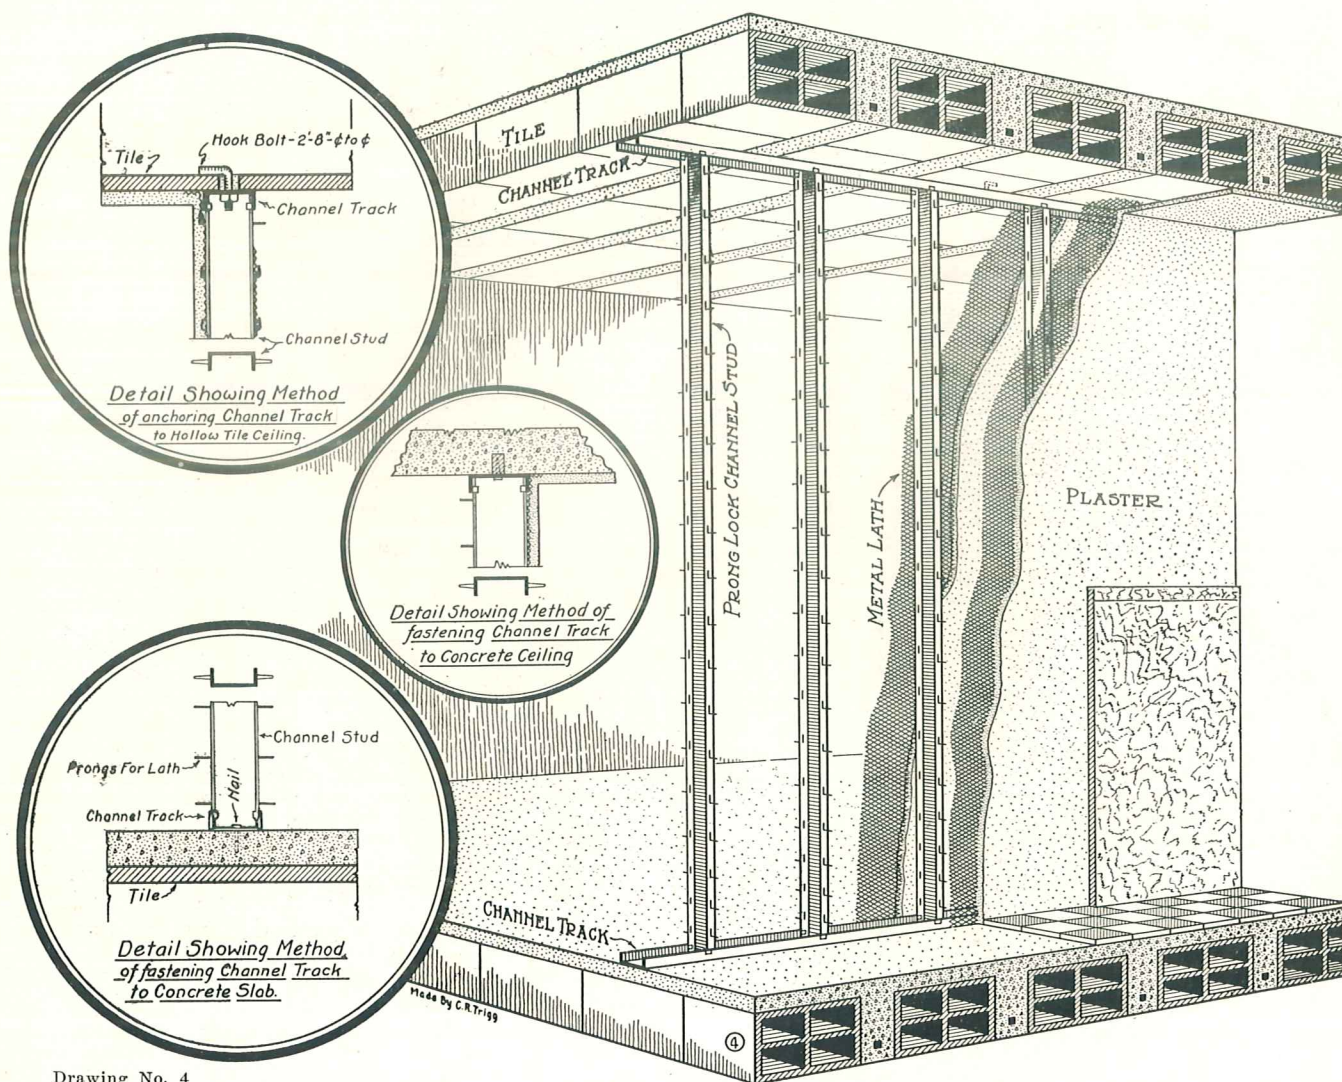 Hook Bolt-2'-8"-¢ to ¢
Tile
Channel Track
Channel Stud
Detail Showing Method
of anchoring Channel Track
to Hollow Tile Ceiling.
Detail Showing Method of
fastening Channel Track
to Concrete Ceiling
Channel Stud
Prongs For Lath
Nail
Channel Track
Tile
Detail Showing Method,
of fastening Channel Track
to Concrete Slab.
TILE
CHANNEL TRACK
PRONG LOCK CHANNEL STUD
METAL LATH
PLASTER
CHANNEL TRACK
Made By C.R.Trigg
4
Drawing No. 4